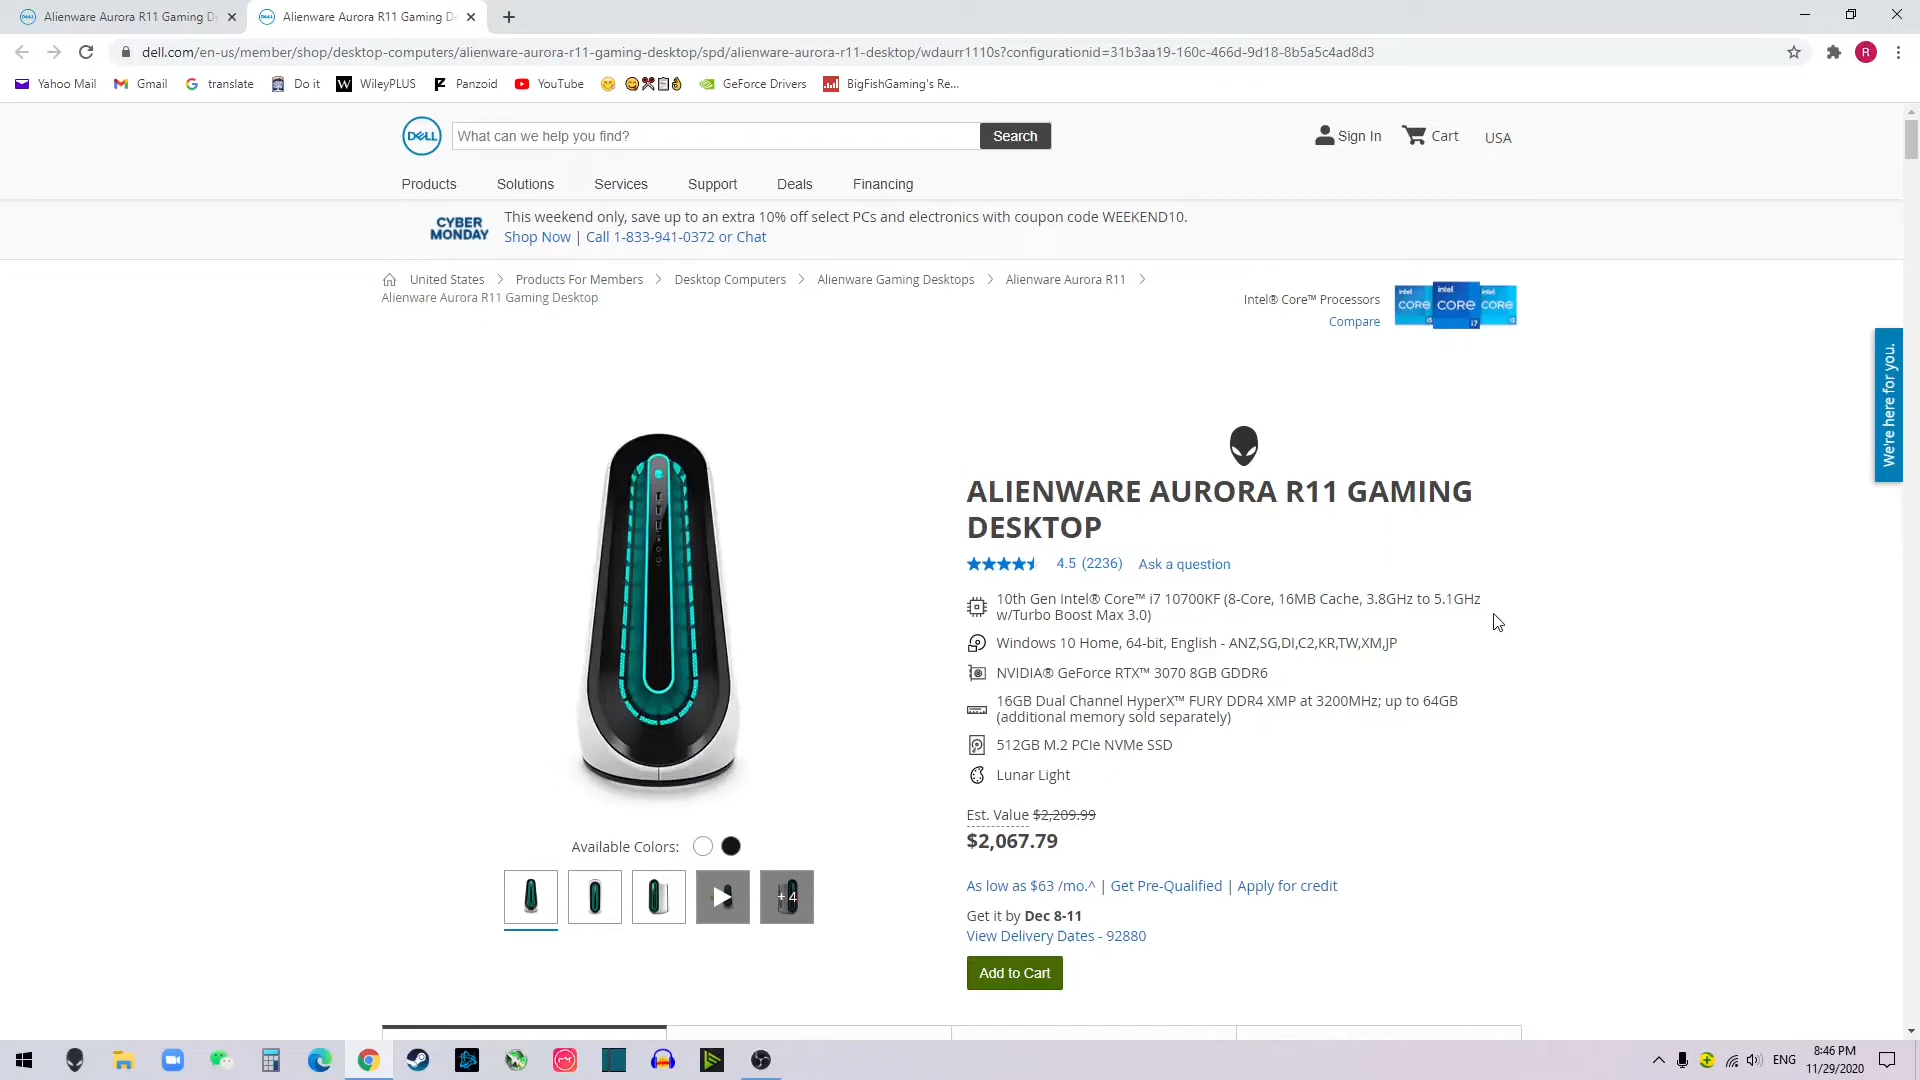 Alienware Aurora R11 Gaming D
Alienware Aurora R11 Gaming De
dell.com/en-us/member/shop/desktop-computers/alienware-aurora-r11-gaming-desktop/spd/alienware-aurora-r11-desktop/wdaurr1110s?configurationid=31b3aa19-160c-466d-9d18-8b5a5c4ad8d3
R
Yahoo Mail
Gmail
translate
Do it
WileyPLUS
Panzoid
YouTube
GeForce Drivers
BigFishGaming's Re...
DELL
What can we help you find?
Search
Sign In
Cart
USA
Products
Solutions
Services
Support
Deals
Financing
CYBER
MONDAY
This weekend only, save up to an extra 10% off select PCs and electronics with coupon code WEEKEND10.
Shop Now | Call 1-833-941-0372 or Chat
United States > Products For Members > Desktop Computers > Alienware Gaming Desktops > Alienware Aurora R11 >
Alienware Aurora R11 Gaming Desktop
Intel® Core™ Processors
Compare
intel CORE
intel CORE i7
intel CORE
We're here for you.
ALIENWARE AURORA R11 GAMING
DESKTOP
4.5 (2236) Ask a question
10th Gen Intel® Core™ i7 10700KF (8-Core, 16MB Cache, 3.8GHz to 5.1GHz
w/Turbo Boost Max 3.0)
Windows 10 Home, 64-bit, English - ANZ,SG,DI,C2,KR,TW,XM,JP
NVIDIA® GeForce RTX™ 3070 8GB GDDR6
16GB Dual Channel HyperX™ FURY DDR4 XMP at 3200MHz; up to 64GB
(additional memory sold separately)
512GB M.2 PCIe NVMe SSD
Lunar Light
Est. Value $2,209.99
$2,067.79
As low as $63 /mo.^ | Get Pre-Qualified | Apply for credit
Get it by Dec 8-11
View Delivery Dates - 92880
Add to Cart
Available Colors:
+ 4
ENG
8:46 PM
11/29/2020